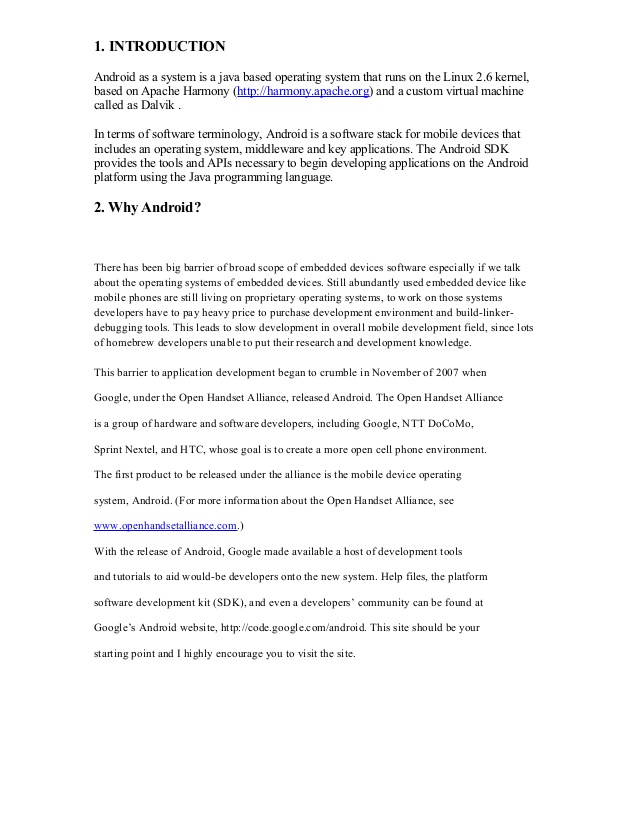 1. INTRODUCTION
Android as a system is a java based operating system that runs on the Linux 2.6 kernel,
based on Apache Harmony (http://harmony.apache.org) and a custom virtual machine
called as Dalvik .
In terms of software terminology, Android is a software stack for mobile devices that
includes an operating system, middleware and key applications. The Android SDK
provides the tools and APIs necessary to begin developing applications on the Android
platform using the Java programming language.
2. Why Android?
There has been big barrier of broad scope of embedded devices software especially if we talk
about the operating systems of embedded devices. Still abundantly used embedded device like
mobile phones are still living on proprietary operating systems, to work on those systems
developers have to pay heavy price to purchase development environment and build-linker-
debugging tools. This leads to slow development in overall mobile development field, since lots
of homebrew developers unable to put their research and development knowledge.
This barrier to application development began to crumble in November of 2007 when
Google, under the Open Handset Alliance, released Android. The Open Handset Alliance
is a group of hardware and software developers, including Google, NTT DoCoMo,
Sprint Nextel, and HTC, whose goal is to create a more open cell phone environment.
The first product to be released under the alliance is the mobile device operating
system, Android. (For more information about the Open Handset Alliance, see
www.openhandsetalliance.com.)
With the release of Android, Google made available a host of development tools
and tutorials to aid would-be developers onto the new system. Help files, the platform
software development kit (SDK), and even a developers’ community can be found at
Google’s Android website, http://code.google.com/android. This site should be your
starting point and I highly encourage you to visit the site.